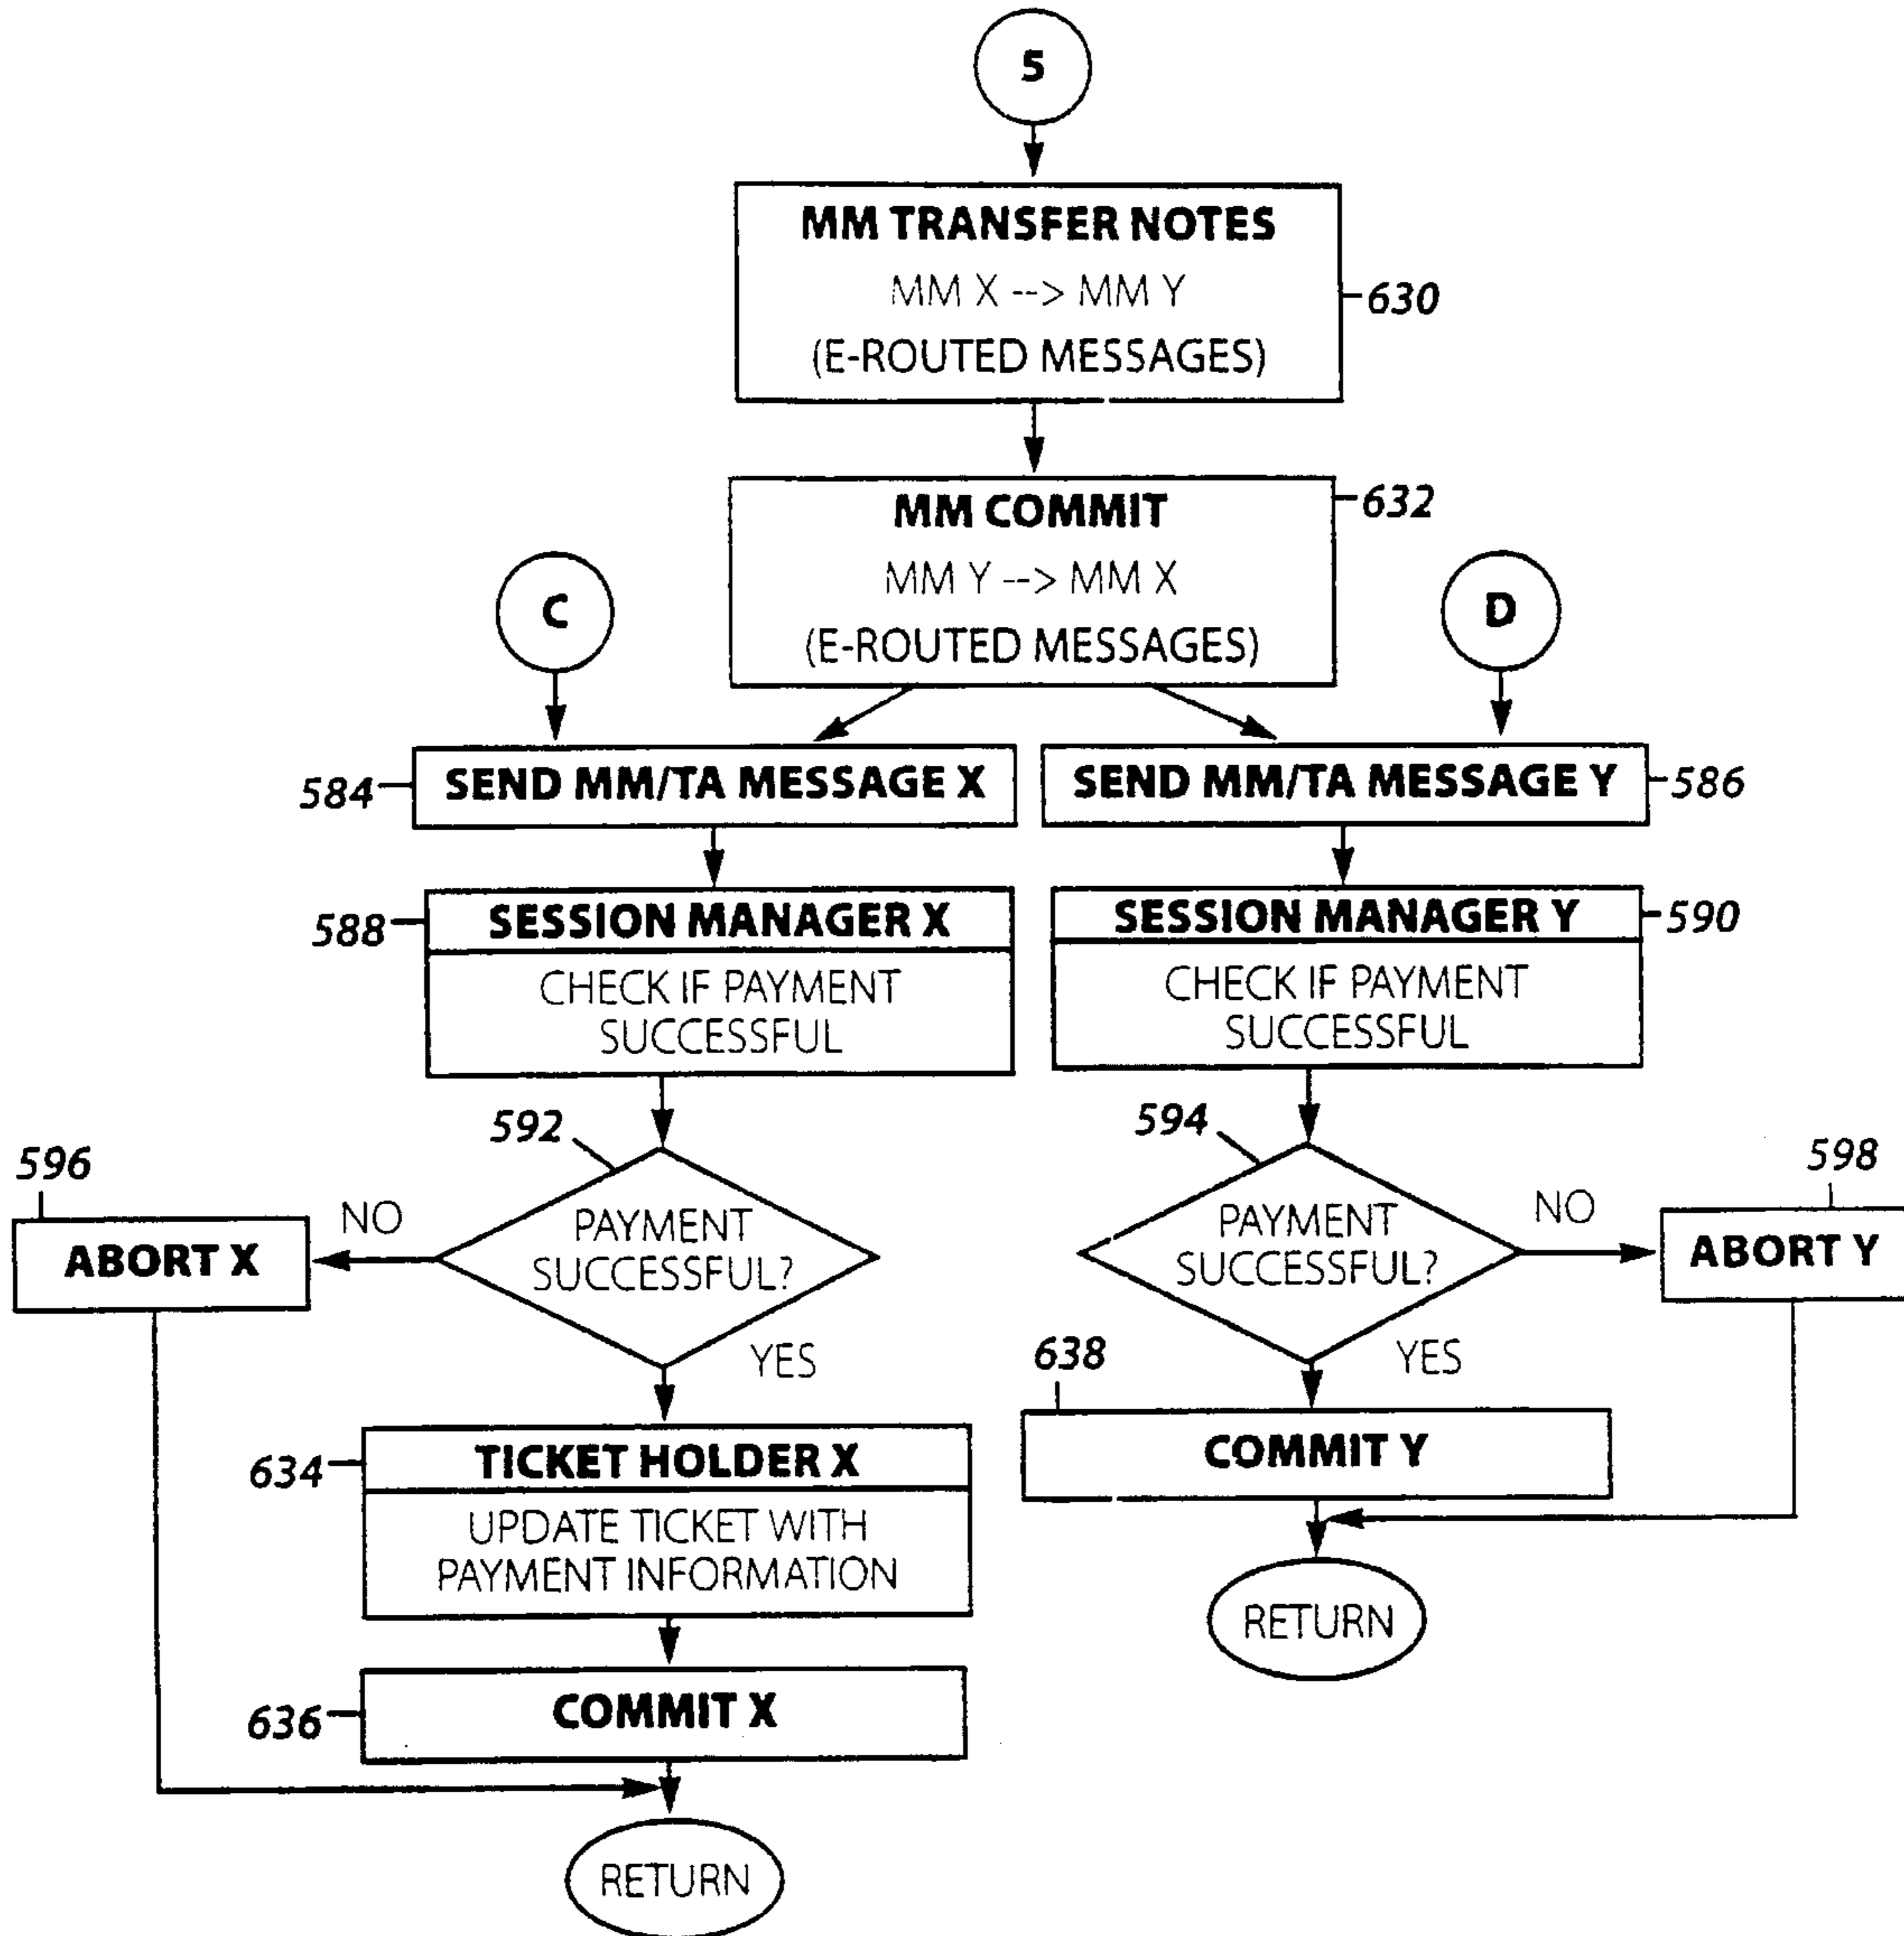 5
MM TRANSFER NOTES
MM X --> MM Y
(E-ROUTED MESSAGES)
630
MM COMMIT
MM Y --> MM X
(E-ROUTED MESSAGES)
632
C
D
584
SEND MM/TA MESSAGE X
SEND MM/TA MESSAGE Y
586
588
SESSION MANAGER X
CHECK IF PAYMENT
SUCCESSFUL
SESSION MANAGER Y
590
CHECK IF PAYMENT
SUCCESSFUL
592
594
596
598
NO
ABORT X
PAYMENT
SUCCESSFUL?
YES
PAYMENT
SUCCESSFUL?
NO
ABORT Y
YES
638
COMMIT Y
634
TICKET HOLDER X
UPDATE TICKET WITH
PAYMENT INFORMATION
RETURN
636
COMMIT X
RETURN